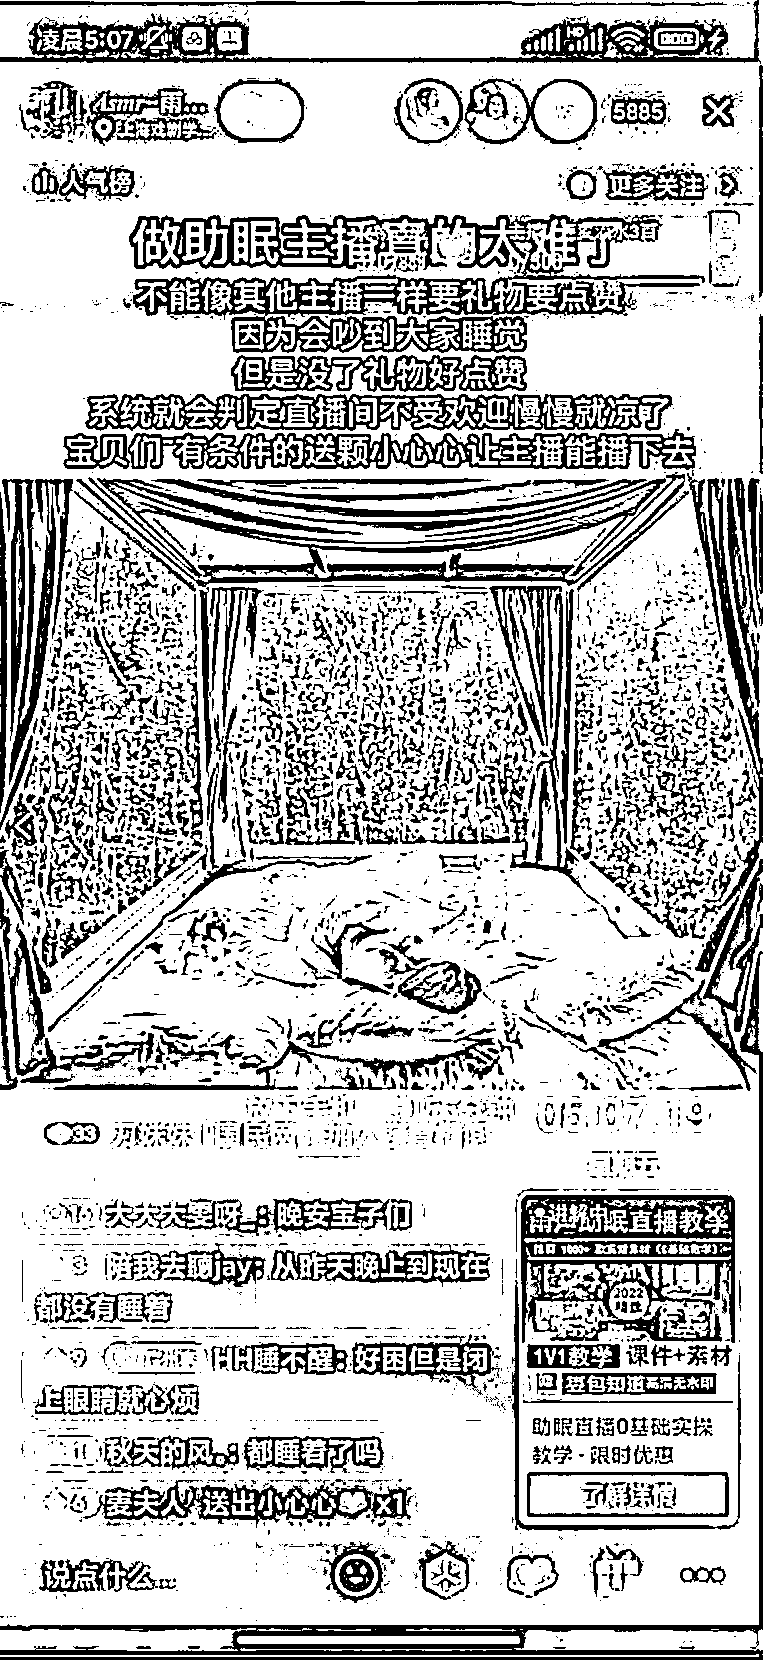 凌晨5:07
5885
人气榜
更多关注
做助眠主播真的太难了
不能像其他主播一样要礼物要点赞
因为会吵到大家睡觉
但是没了礼物好点赞
系统就会判定直播间不受欢迎慢慢就凉了
宝贝们 有条件的送颗小心心让主播能播下去
33
大大大要呀_: 晚安宝子们
3 陪我去聊jay: 从昨天晚上到现在
都没有睡着
9 HH睡不醒: 好困但是闭
上眼睛就心烦
秋天的风。: 都睡着了吗
姜夫人 送出小心心 x1
助眠直播教学
2022
1V1教学 课件+素材
助眠直播0基础实操
教学 - 限时优惠
了解详情
说点什么...